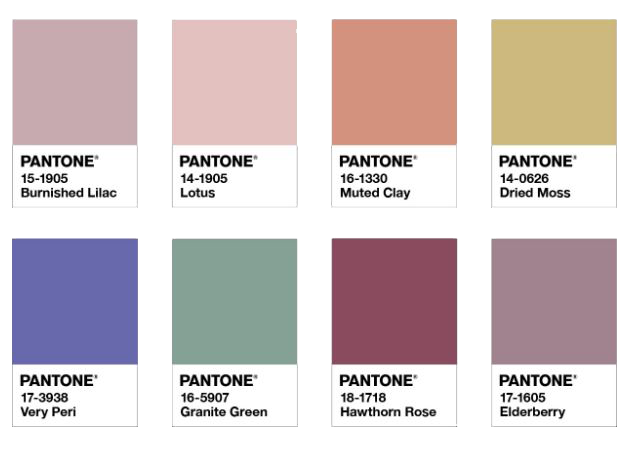 PANTONE®
15-1905
Burnished Lilac
PANTONE®
14-1905
Lotus
PANTONE®
16-1330
Muted Clay
PANTONE®
14-0626
Dried Moss
PANTONE®
17-3938
Very Peri
PANTONE®
16-5907
Granite Green
PANTONE®
18-1718
Hawthorn Rose
PANTONE®
17-1605
Elderberry